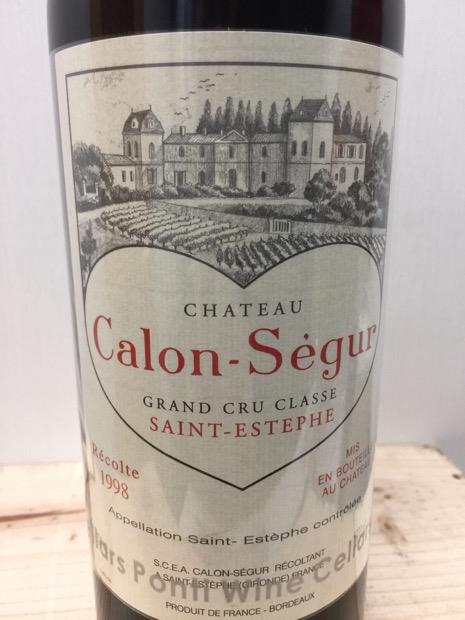 CHATEAU
Calon-Ségur
GRAND CRU CLASSE
SAINT-ESTEPHE
Récolte
1998
MIS
EN BOUTEILLE
AU CHATEAU
Appellation Saint-Estèphe contrôlée
S.C.E.A. CALON-SÉGUR RÉCOLTANT
A SAINT-ESTÈPHE (GIRONDE) FRANCE
PRODUIT DE FRANCE - BORDEAUX
Ponti Wine Cellars